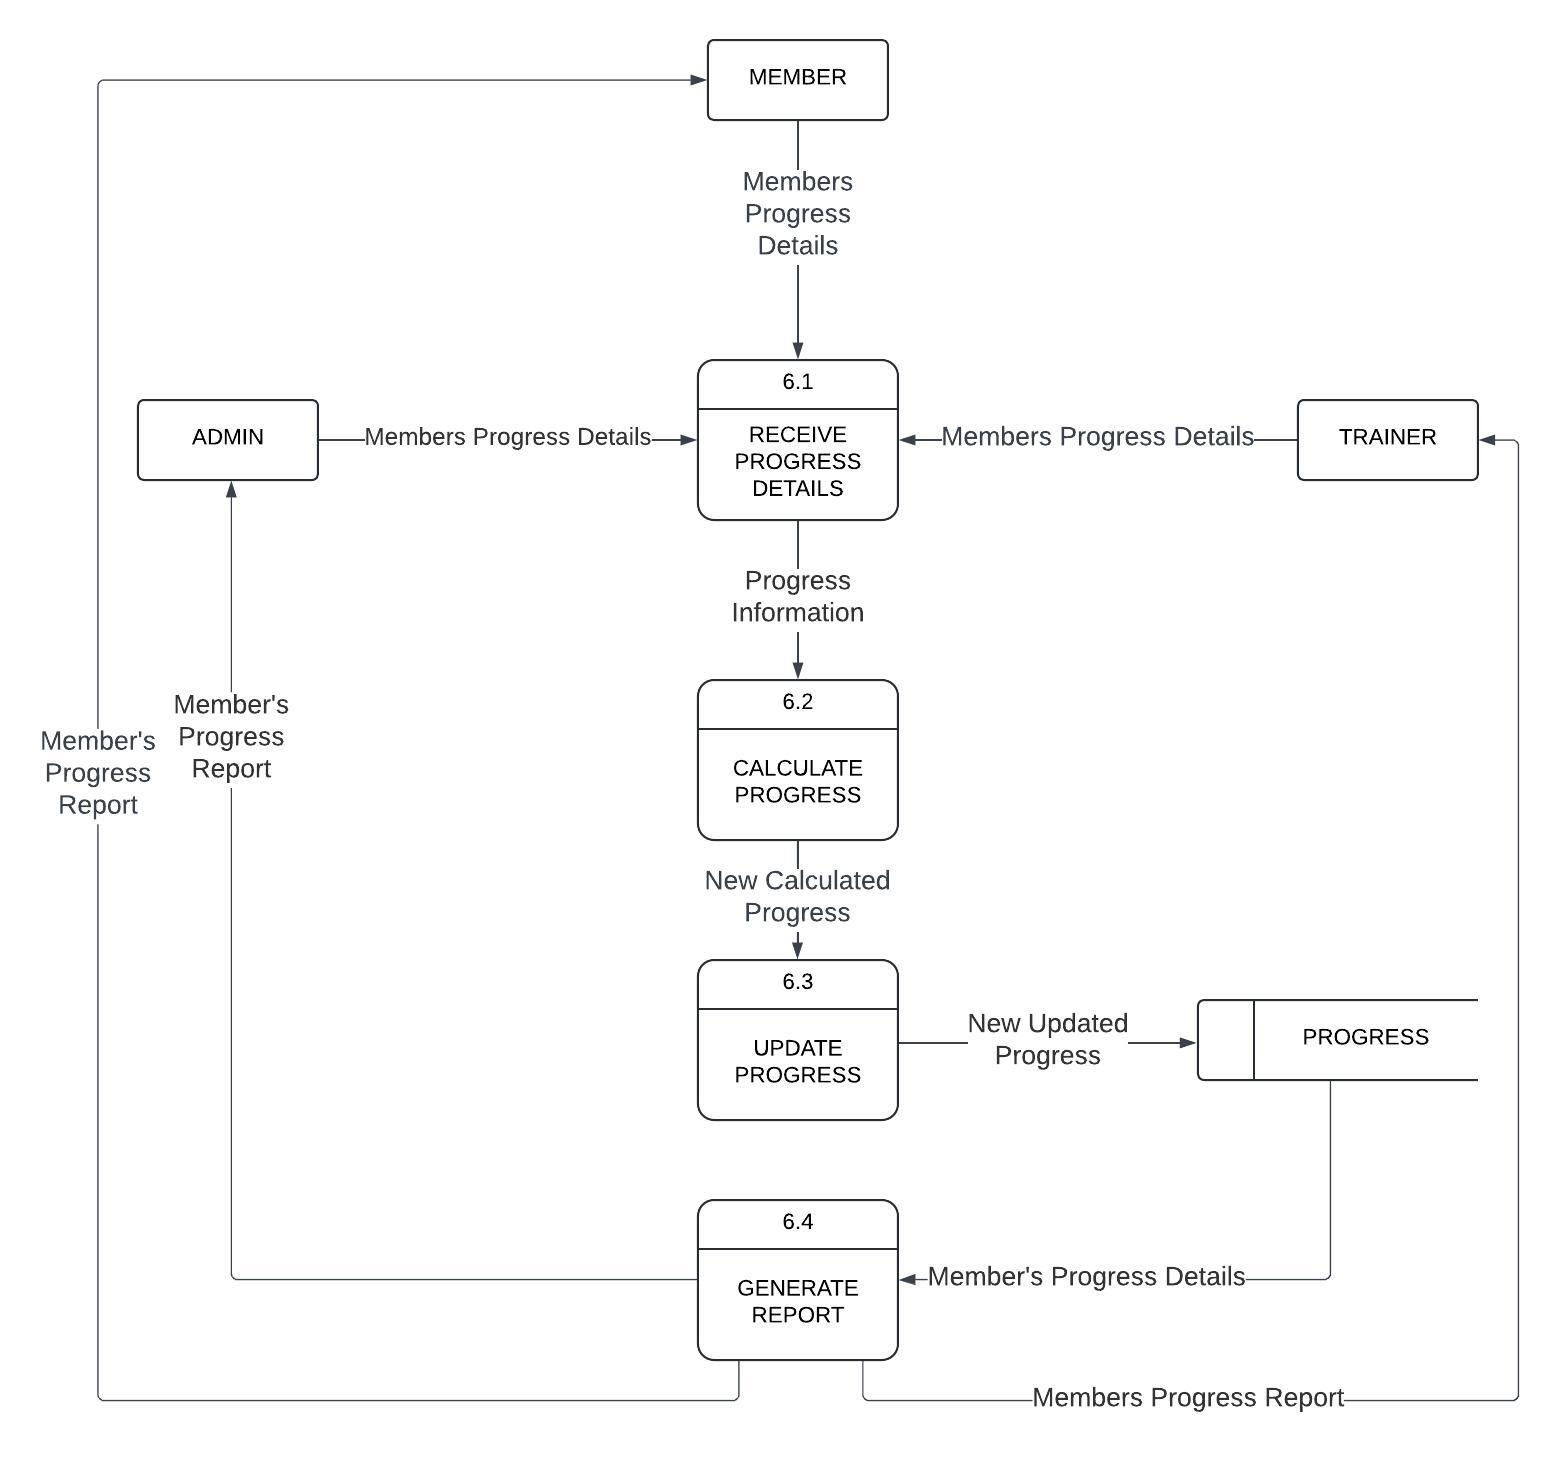 MEMBER
Members
Progress
Details
6.1
RECEIVE
PROGRESS
DETAILS
ADMIN
Members Progress Details
Members Progress Details
TRAINER
Progress
Information
6.2
CALCULATE
PROGRESS
Member's
Progress
Report
Member's
Progress
Report
New Calculated
Progress
6.3
UPDATE
PROGRESS
New Updated
Progress
PROGRESS
6.4
GENERATE
REPORT
Member's Progress Details
Members Progress Report